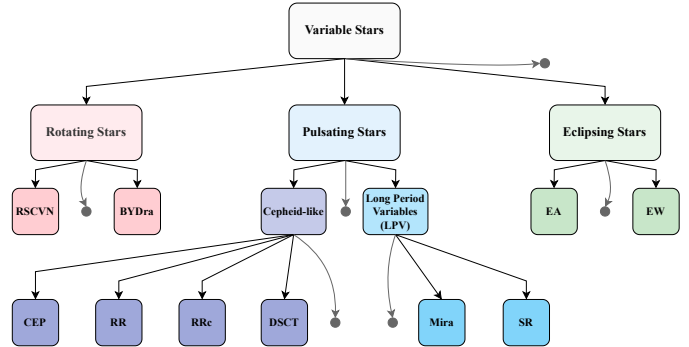 Variable Stars
Rotating Stars
Pulsating Stars
Eclipsing Stars
RSCVN
BYDra
Cepheid-like
Long Period
Variables
(LPV)
EA
EW
CEP
RR
RRc
DSCT
Mira
SR